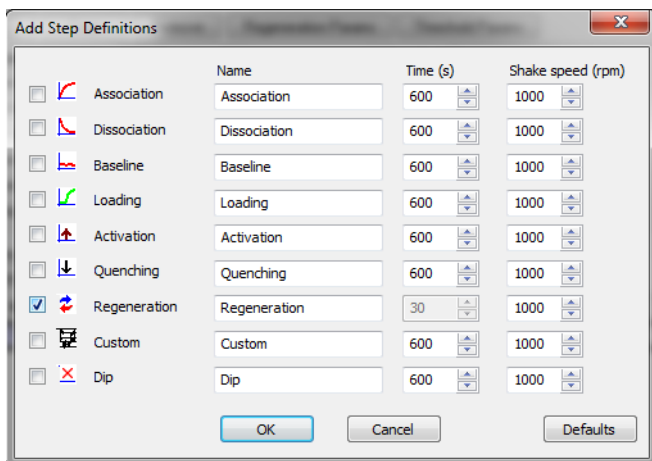 Add Step Definitions
Name Time (s) Shake speed (rpm)
Association Association 600 1000
Dissociation Dissociation 600 1000
Baseline Baseline 600 1000
Loading Loading 600 1000
Activation Activation 600 1000
Quenching Quenching 600 1000
Regeneration Regeneration 30 1000
Custom Custom 600 1000
Dip Dip 600 1000
OK Cancel Defaults